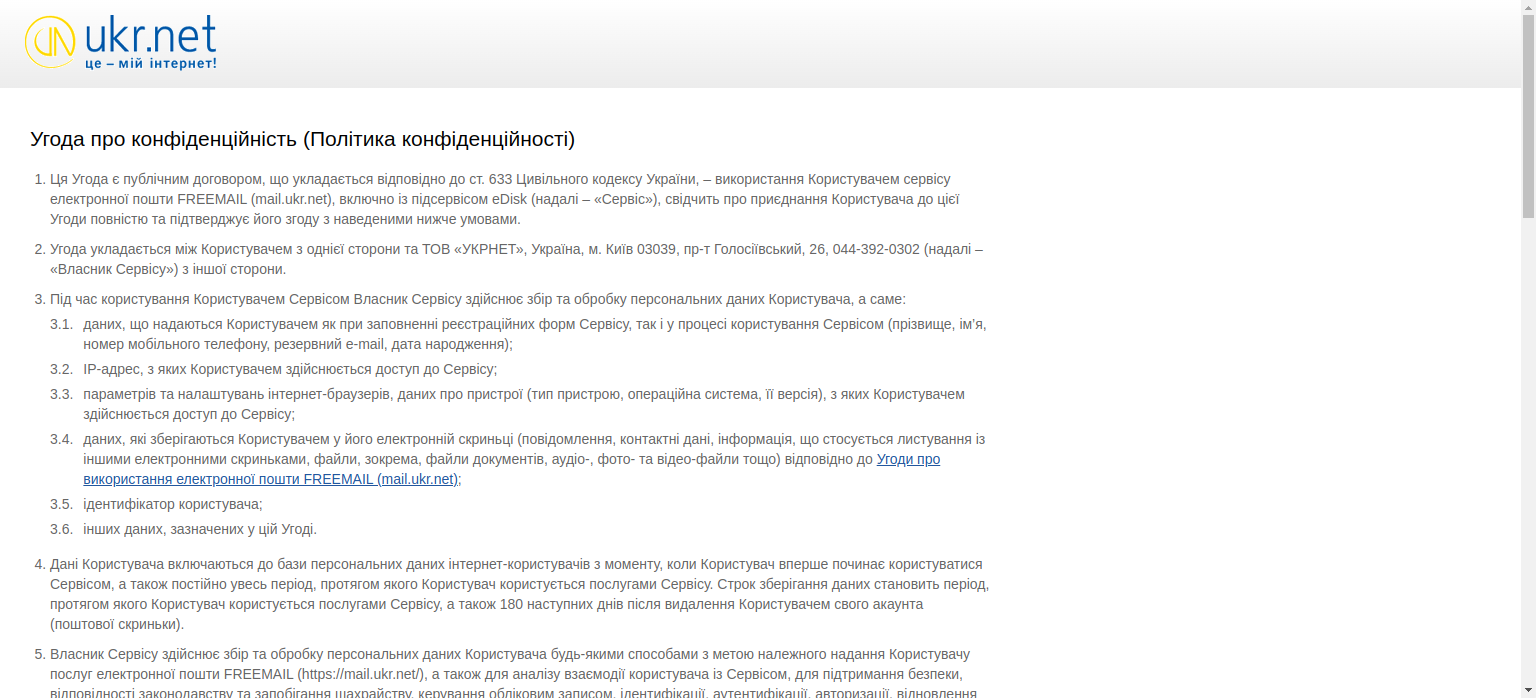 ukr.net
це – мій інтернет!
Угода про конфіденційність (Політика конфіденційності)
1. Ця Угода є публічним договором, що укладається відповідно до ст. 633 Цивільного кодексу України, – використання Користувачем сервісу
електронної пошти FREEMAIL (mail.ukr.net), включно із підсервісом eDisk (надалі – «Сервіс»), свідчить про приєднання Користувача до цієї
Угоди повністю та підтверджує його згоду з наведеними нижче умовами.
2. Угода укладається між Користувачем з однієї сторони та ТОВ «УКРНЕТ», Україна, м. Київ 03039, пр-т Голосіївський, 26, 044-392-0302 (надалі –
«Власник Сервісу») з іншої сторони.
3. Під час користування Користувачем Сервісом Власник Сервісу здійснює збір та обробку персональних даних Користувача, а саме:
3.1. даних, що надаються Користувачем як при заповненні реєстраційних форм Сервісу, так і у процесі користування Сервісом (прізвище, ім’я,
номер мобільного телефону, резервний e-mail, дата народження);
3.2. IP-адрес, з яких Користувачем здійснюється доступ до Сервісу;
3.3. параметрів та налаштувань інтернет-браузерів, даних про пристрої (тип пристрою, операційна система, її версія), з яких Користувачем
здійснюється доступ до Сервісу;
3.4. даних, які зберігаються Користувачем у його електронній скриньці (повідомлення, контактні дані, інформація, що стосується листування із
іншими електронними скриньками, файли, зокрема, файли документів, аудіо-, фото- та відео-файли тощо) відповідно до Угоди про
використання електронної пошти FREEMAIL (mail.ukr.net);
3.5. ідентифікатор користувача;
3.6. інших даних, зазначених у цій Угоді.
4. Дані Користувача включаються до бази персональних даних інтернет-користувачів з моменту, коли Користувач вперше починає користуватися
Сервісом, а також постійно увесь період, протягом якого Користувач користується послугами Сервісу. Строк зберігання даних становить період,
протягом якого Користувач користується послугами Сервісу, а також 180 наступних днів після видалення Користувачем свого акаунта
(поштової скриньки).
5. Власник Сервісу здійснює збір та обробку персональних даних Користувача будь-якими способами з метою належного надання Користувачу
послуг електронної пошти FREEMAIL (https://mail.ukr.net/), а також для аналізу взаємодії користувача із Сервісом, для підтримання безпеки,
відповідності законодавству та запобігання шахрайству, керування обліковим записом, ідентифікації, аутентифікації, авторизації, відновлення